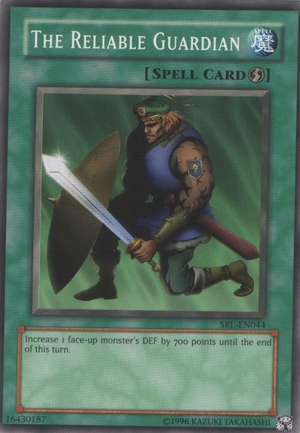 THE RELIABLE GUARDIAN
魔
[SPELL CARD]
SRL-EN044
Increase 1 face-up monster's DEF by 700 points until the end
of this turn.
16430187
©1996 KAZUKI TAKAHASHI